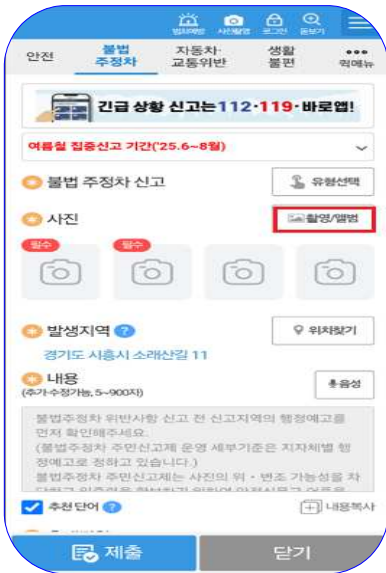 사진촬영 로그인 돋보기
안전 불법 주정차 자동차· 교통위반 생활 불편 퀵메뉴
긴급 상황 신고는112·119·바로앱!
여름철 집중신고 기간('25.6~8월)
불법 주정차 신고 유형선택
사진 촬영/앨범
필수 필수
발생지역 ? 위치찾기
경기도 시흥시 소래산길 11
내용 음성
(추가·수정가능, 5~900자)
불법주정차 위반사항 신고 전 신고지역의 행정예고를
먼저 확인해주세요.
(불법주정차 주민신고제 운영 세부기준은 지자체별 행
정예고로 정하고 있습니다.)
불법주정차 주민신고제는 사진의 위・변조 가능성을 차
추천 단어 ? 내용복사
제출 닫기